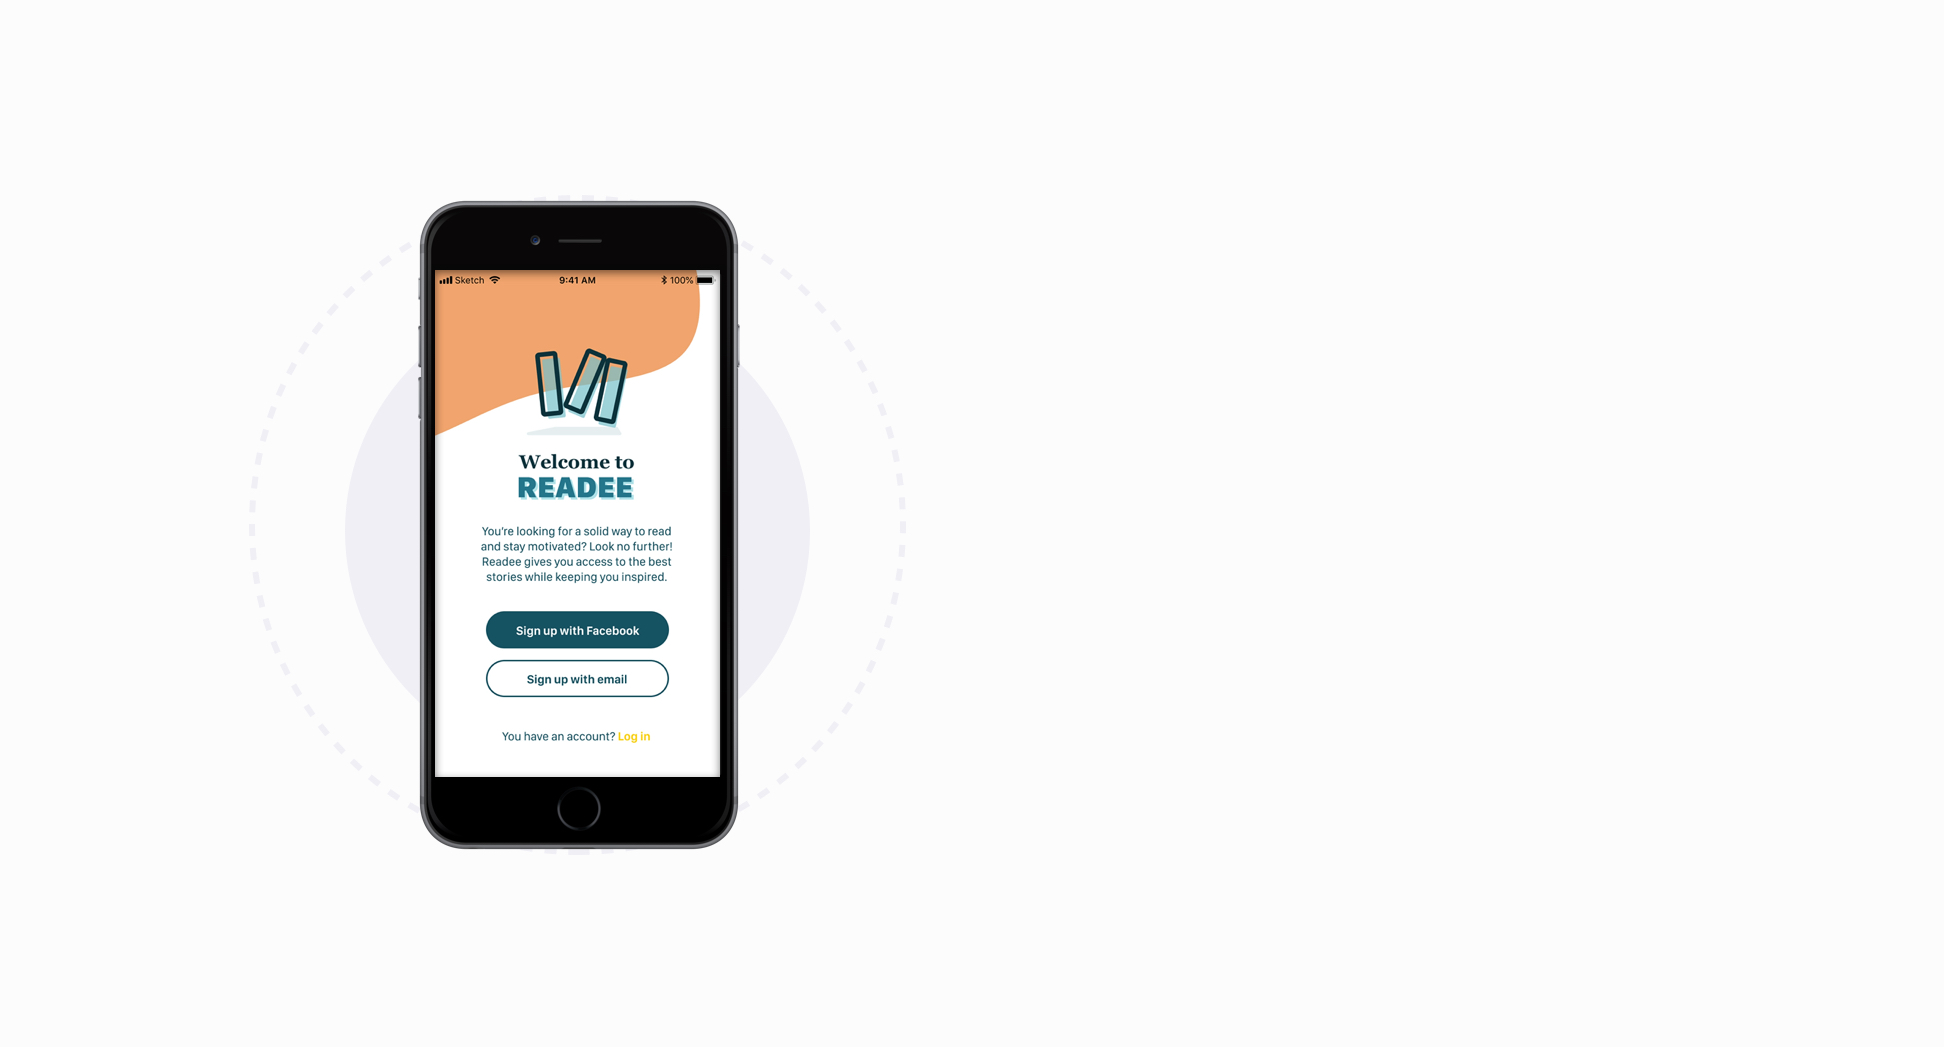 Sketch 9:41 AM 100%
Welcome to
READEE
You're looking for a solid way to read
and stay motivated? Look no further!
Readee gives you access to the best
stories while keeping you inspired.
Sign up with Facebook
Sign up with email
You have an account? Log in